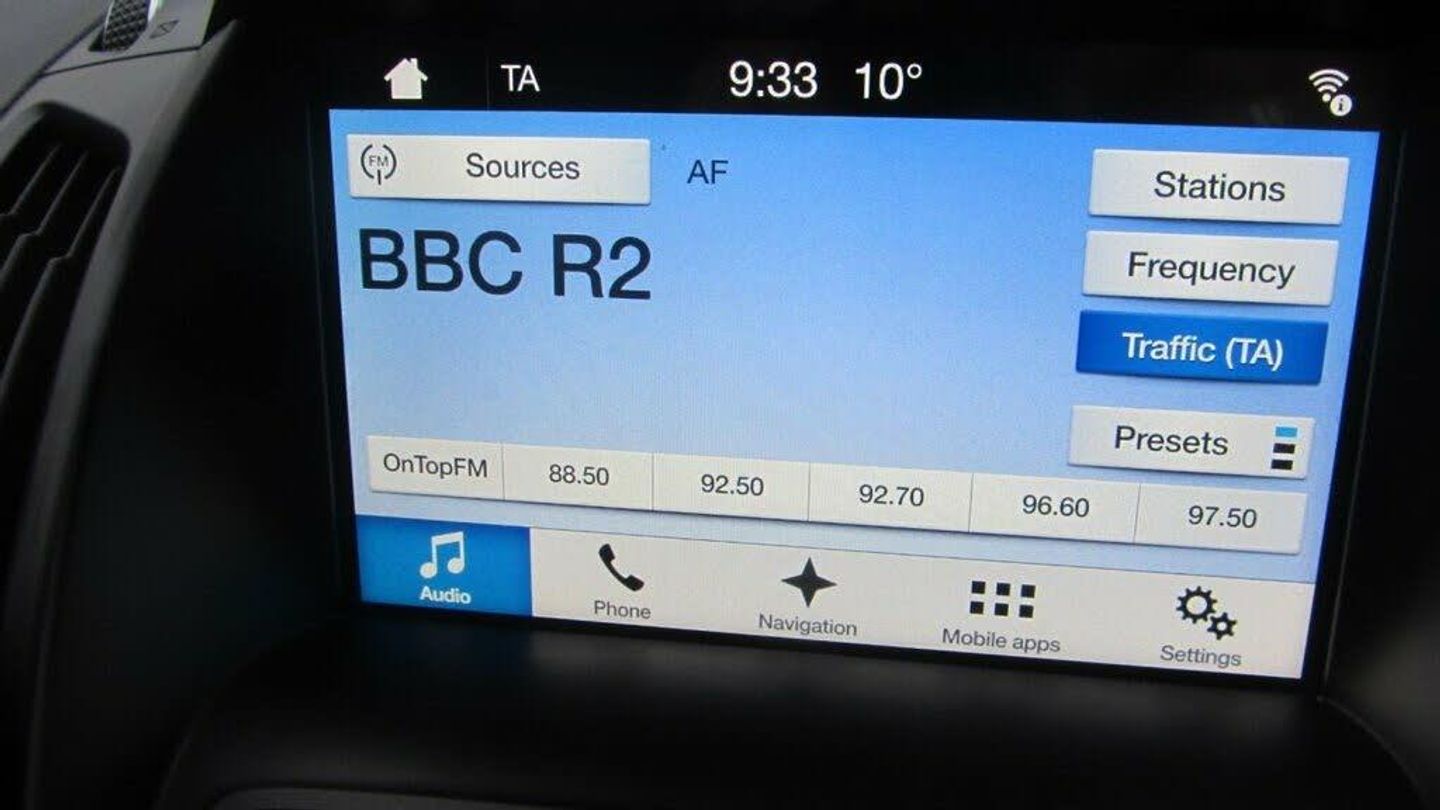 TA 9:33 10°
FM Sources AF Stations
BBC R2
Frequency
Traffic (TA)
Presets
OnTopFM 88.50 92.50 92.70 96.60 97.50
Audio Phone Navigation Mobile apps Settings